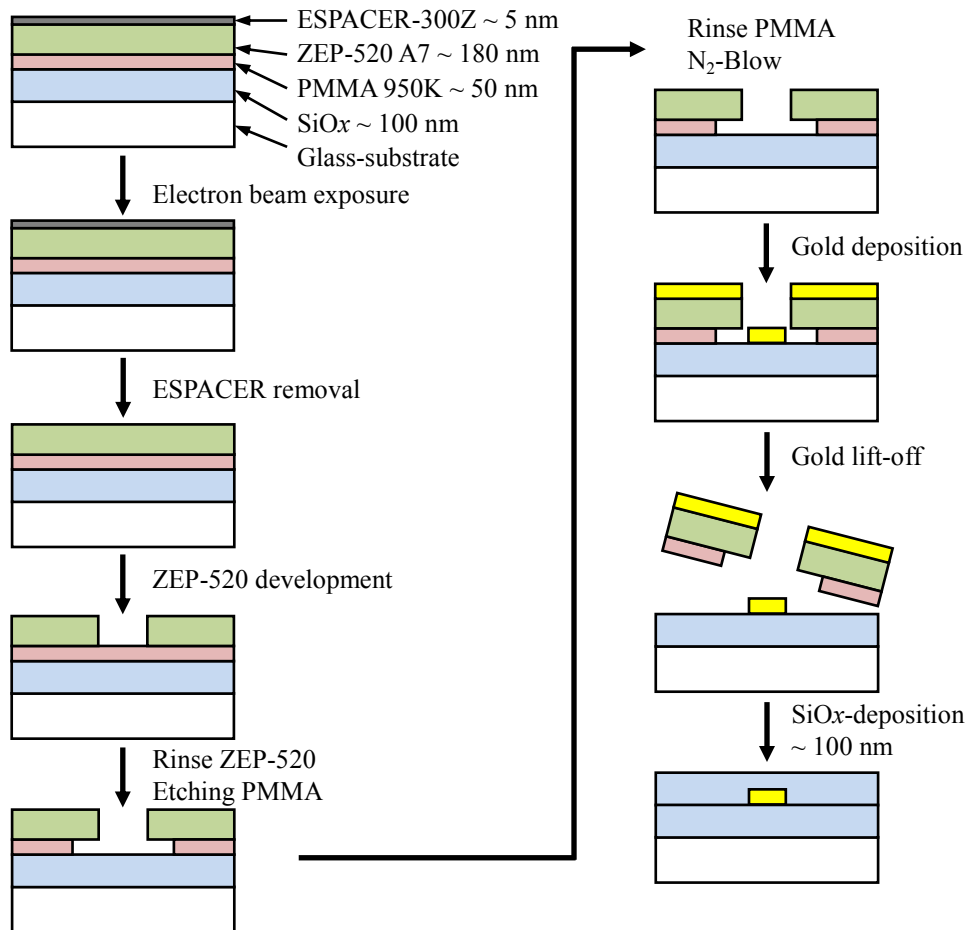 ESPACER-300Z ~ 5 nm
ZEP-520 A7 ~ 180 nm
PMMA 950K ~ 50 nm
SiOx ~ 100 nm
Glass-substrate
Electron beam exposure
ESPACER removal
ZEP-520 development
Rinse ZEP-520
Etching PMMA
Rinse PMMA
N₂-Blow
Gold deposition
Gold lift-off
SiOx-deposition
~ 100 nm